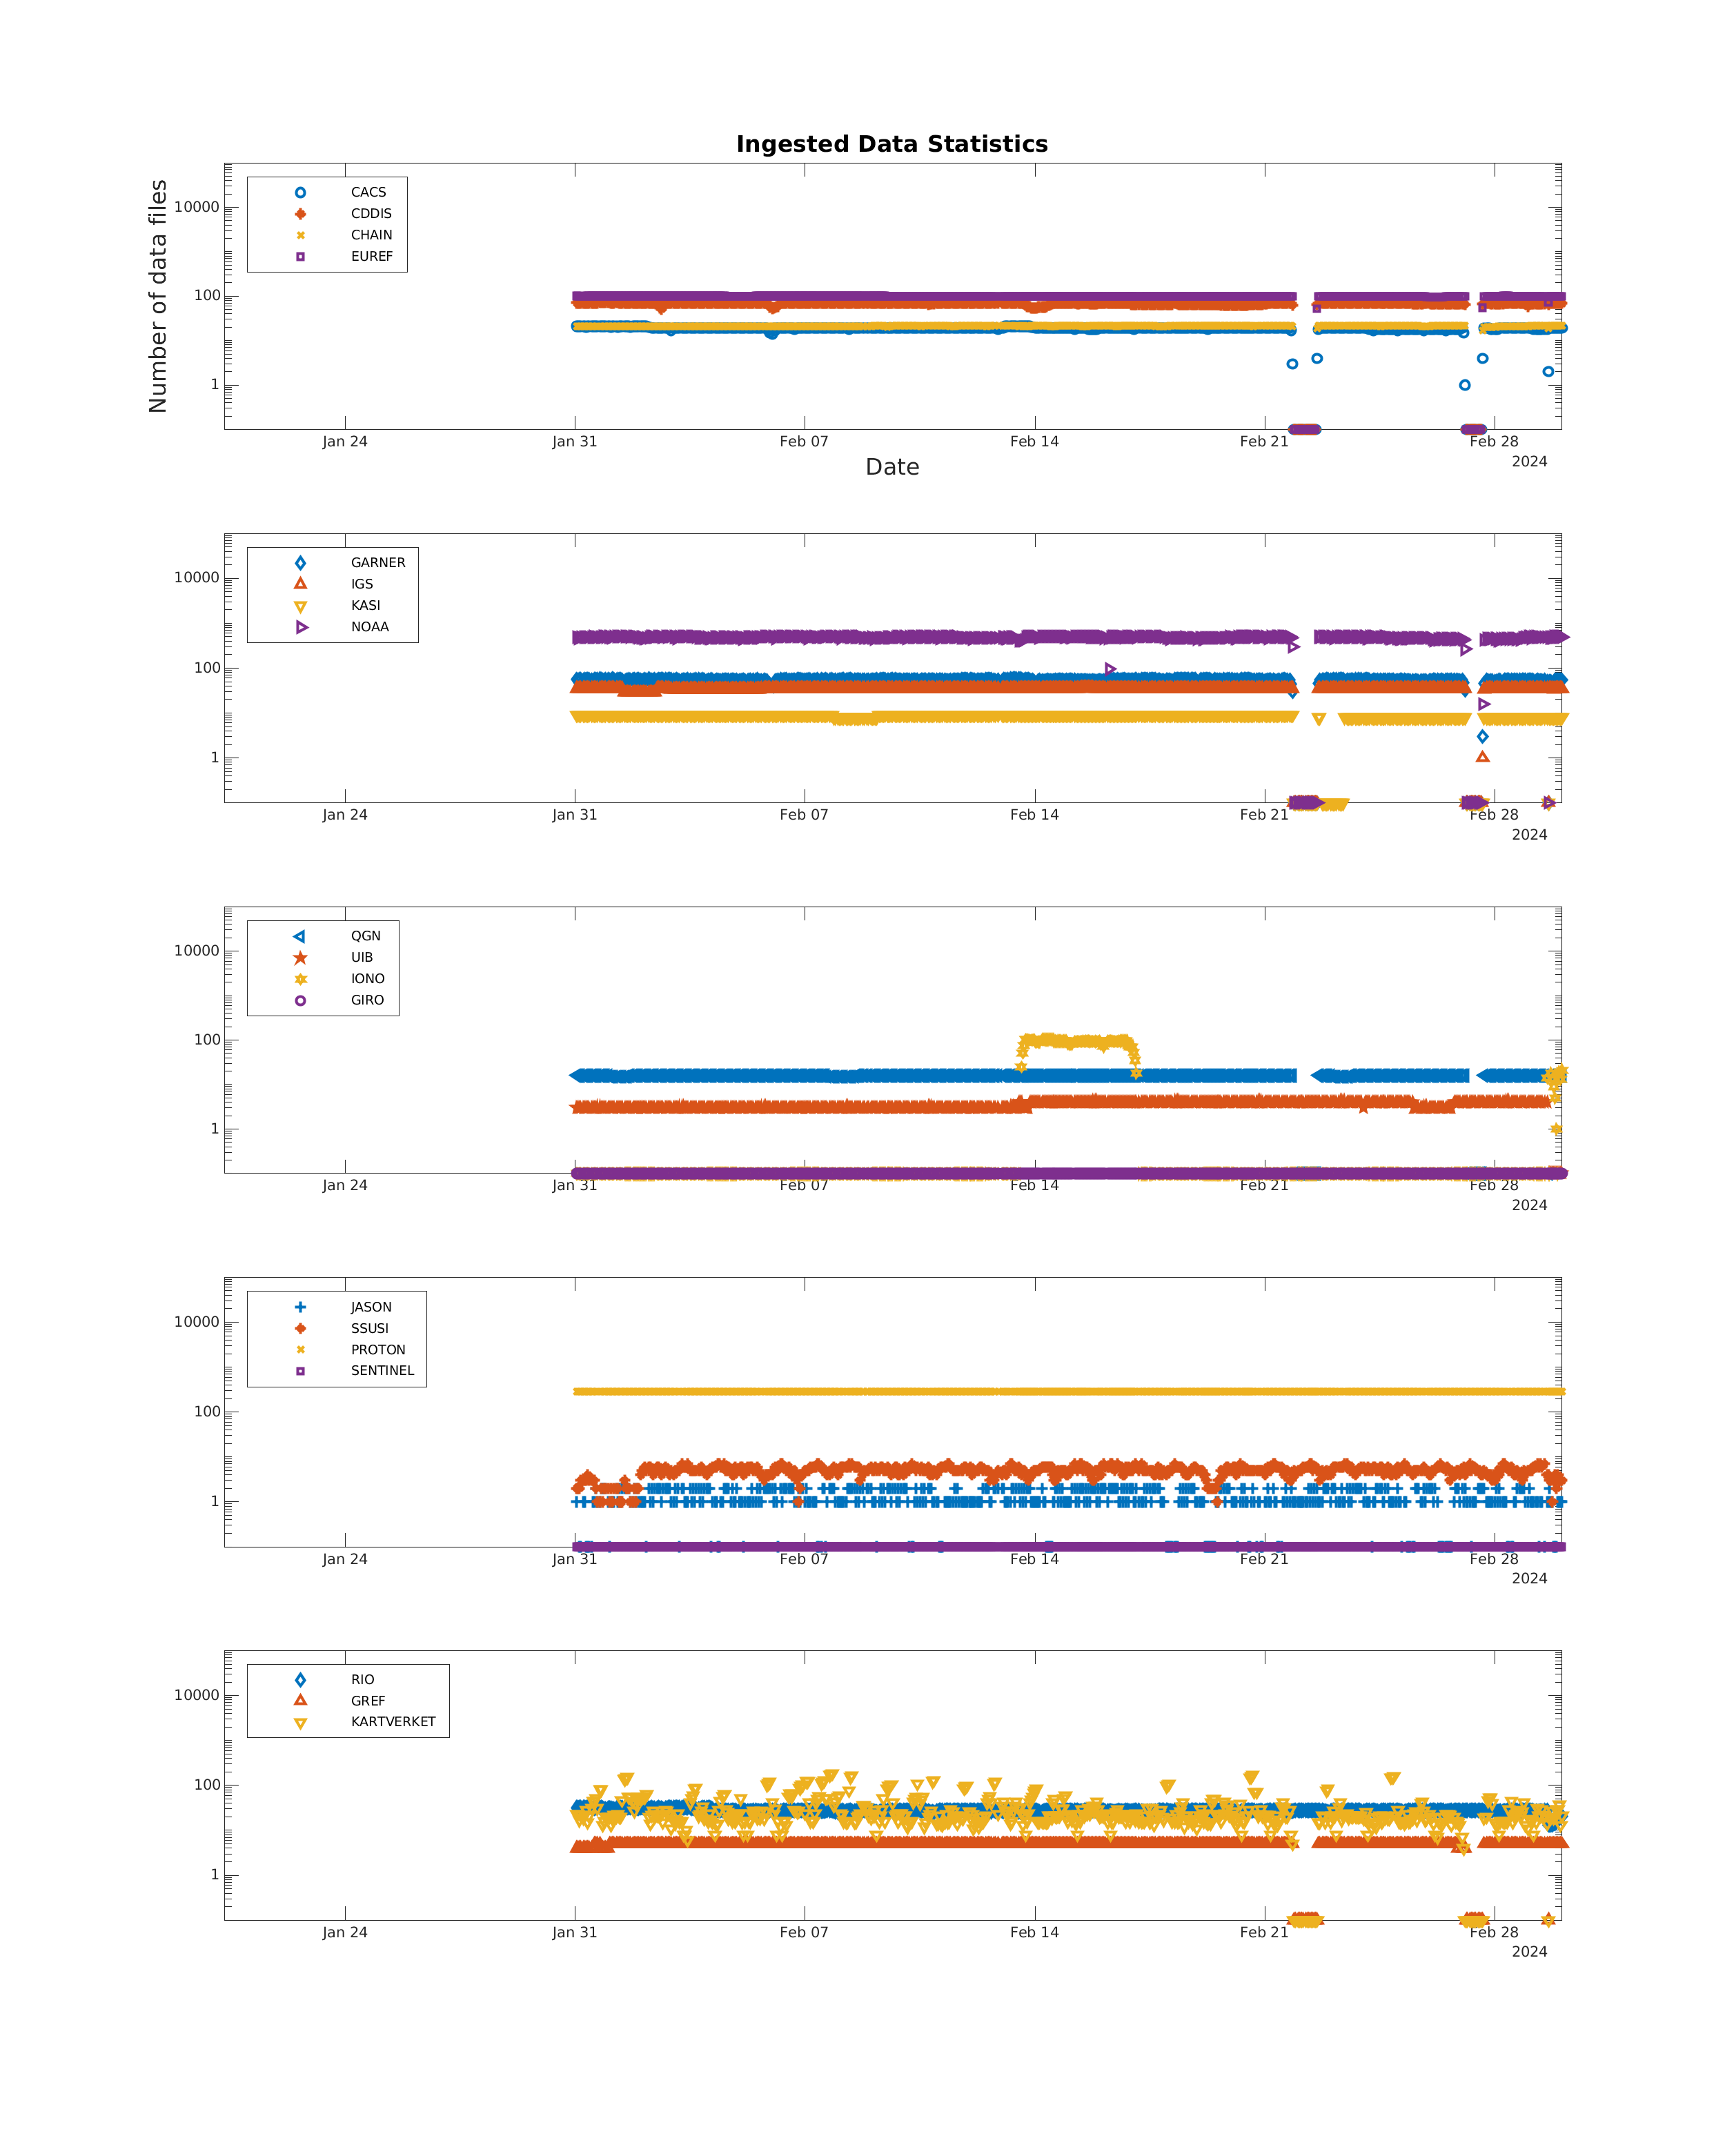 Ingested Data Statistics
Number of data files
10000
100
1
CACS
CDDIS
CHAIN
EUREF
Jan 24 Jan 31 Feb 07 Feb 14 Feb 21 Feb 28
2024
Date
10000
100
1
GARNER
IGS
KASI
NOAA
Jan 24 Jan 31 Feb 07 Feb 14 Feb 21 Feb 28
2024
10000
100
1
QGN
UIB
IONO
GIRO
Jan 24 Jan 31 Feb 07 Feb 14 Feb 21 Feb 28
2024
10000
100
1
JASON
SSUSI
PROTON
SENTINEL
Jan 24 Jan 31 Feb 07 Feb 14 Feb 21 Feb 28
2024
10000
100
1
RIO
GREF
KARTVERKET
Jan 24 Jan 31 Feb 07 Feb 14 Feb 21 Feb 28
2024